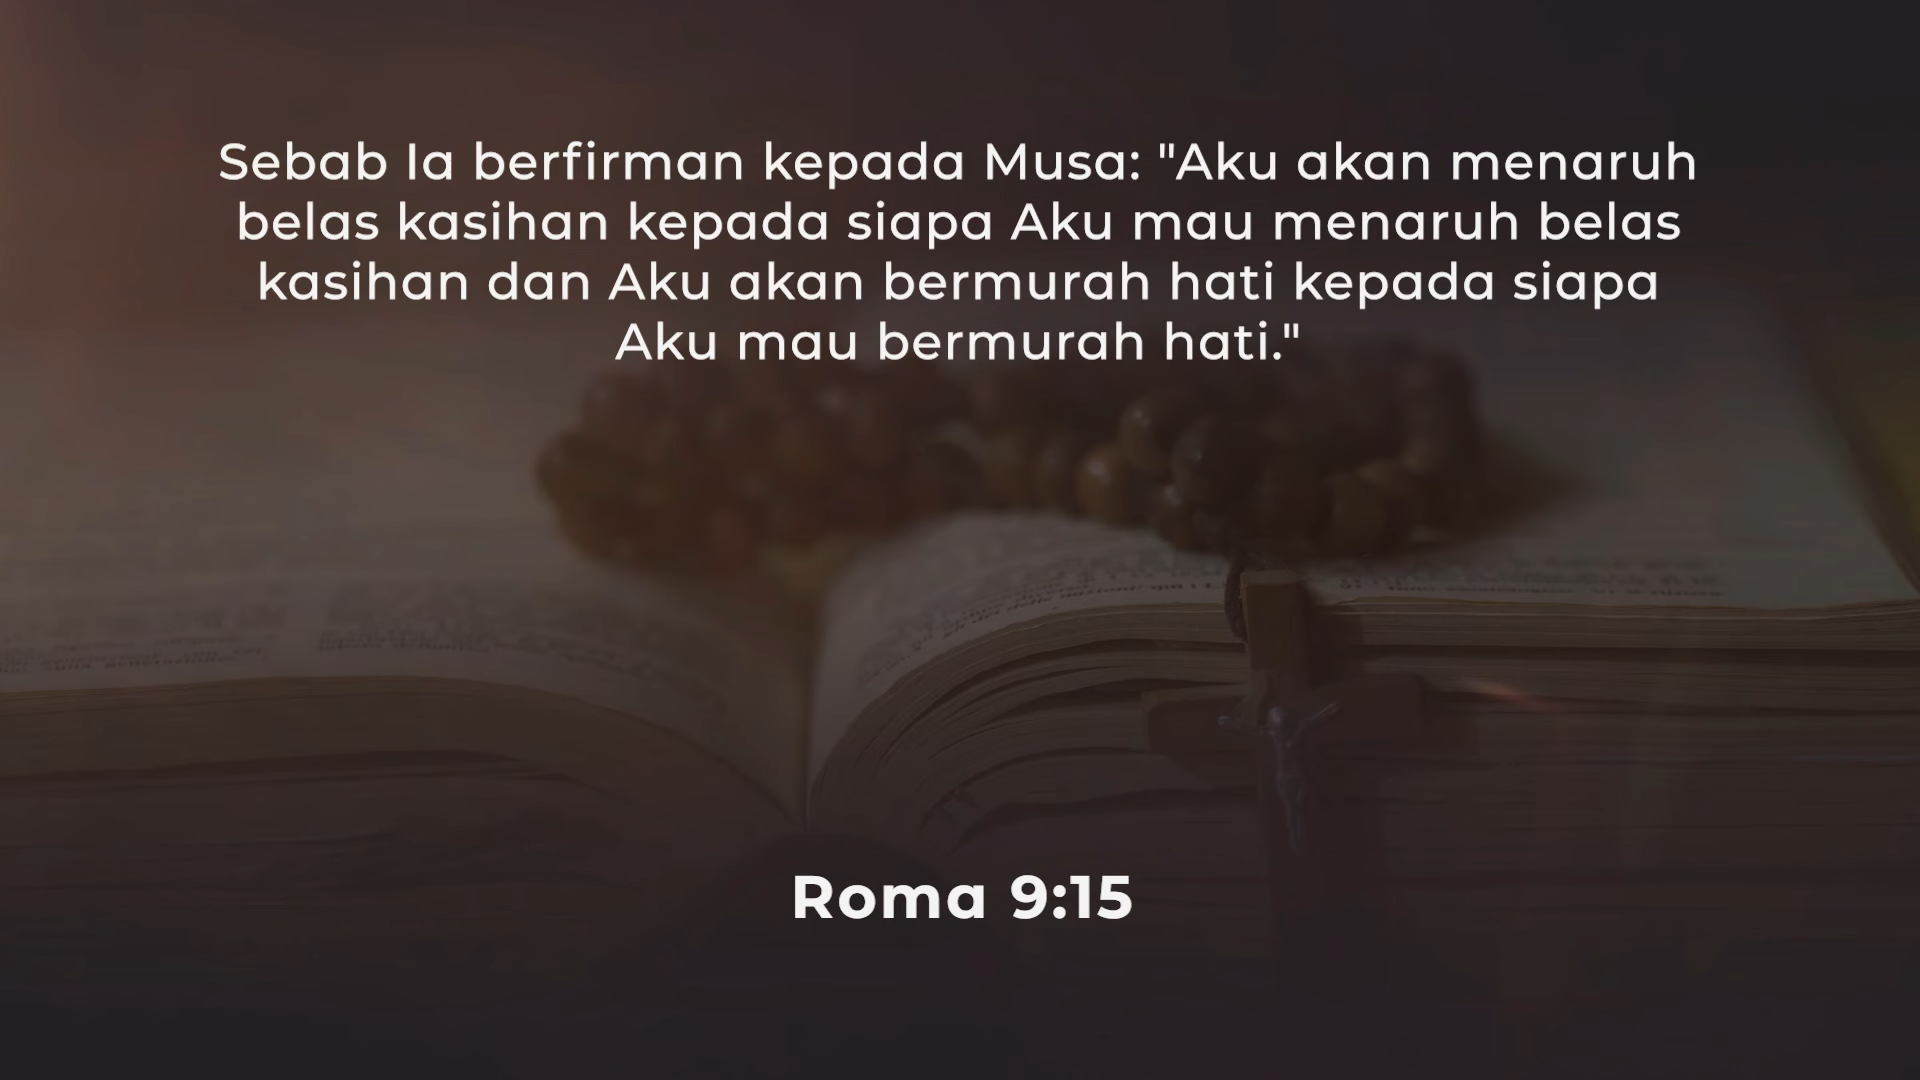 Sebab Ia berfirman kepada Musa: "Aku akan menaruh
belas kasihan kepada siapa Aku mau menaruh belas
kasihan dan Aku akan bermurah hati kepada siapa
Aku mau bermurah hati."
Roma 9:15